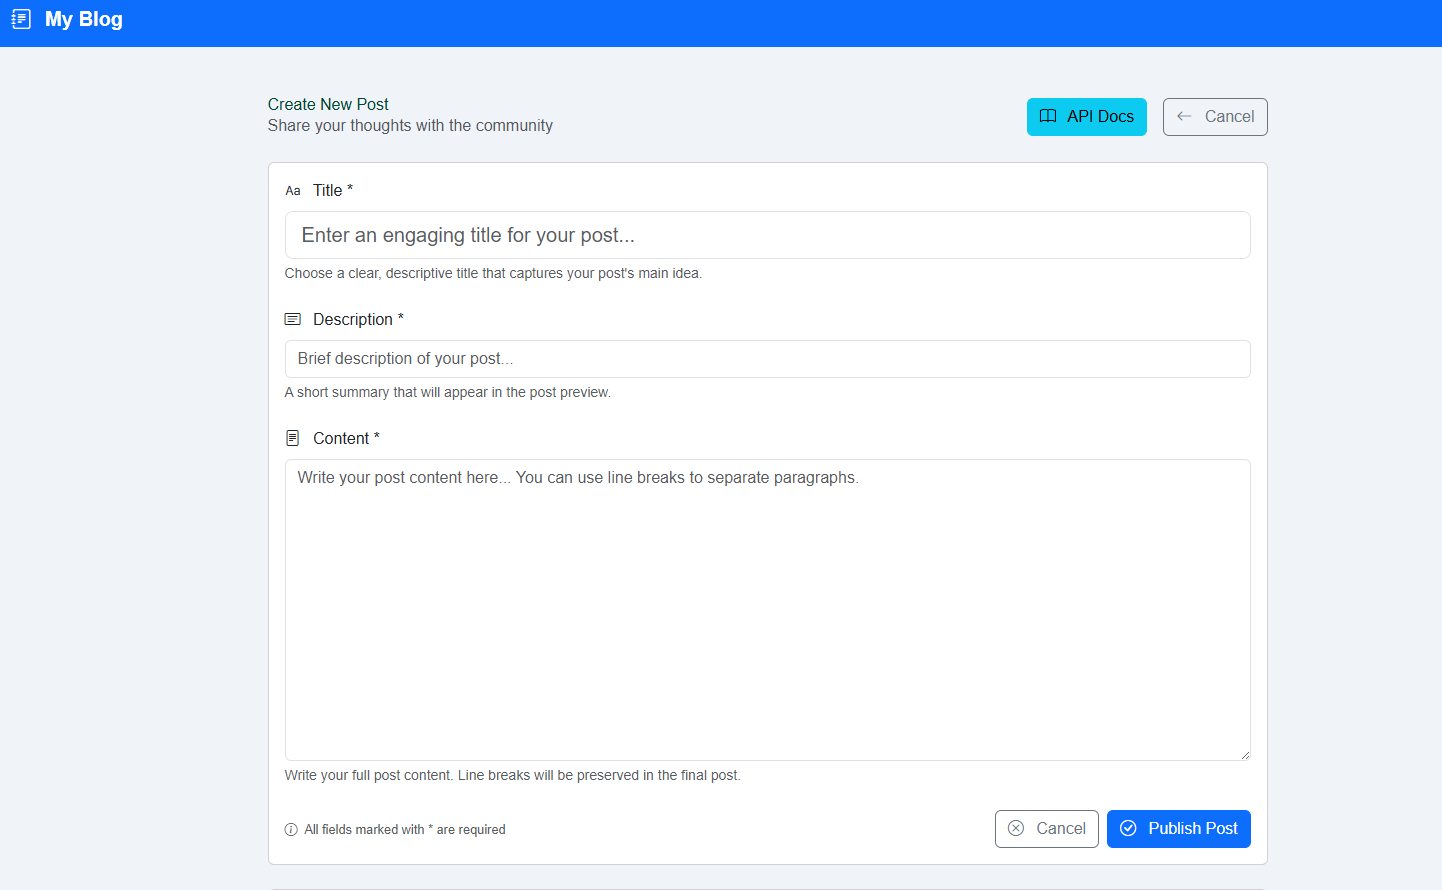 My Blog
Create New Post
Share your thoughts with the community
API Docs
Cancel
Aa Title *
Enter an engaging title for your post...
Choose a clear, descriptive title that captures your post's main idea.
Description *
Brief description of your post...
A short summary that will appear in the post preview.
Content *
Write your post content here... You can use line breaks to separate paragraphs.
Write your full post content. Line breaks will be preserved in the final post.
All fields marked with * are required
Cancel
Publish Post